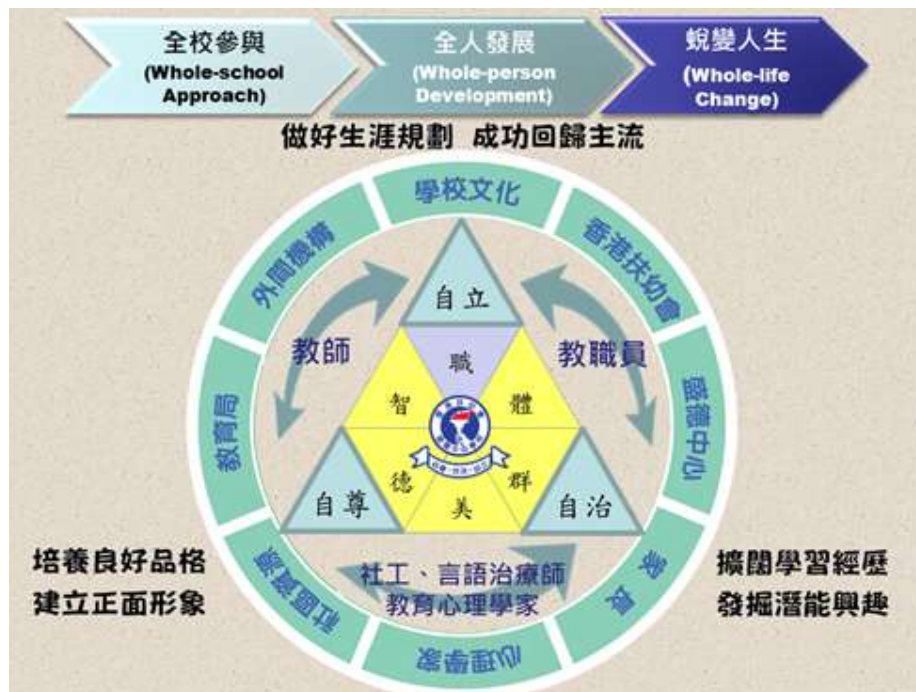 全校參與
(Whole-school
Approach)
全人發展
(Whole-person
Development)
蛻變人生
(Whole-life
Change)
做好生涯規劃 成功回歸主流
學校文化
香港扶幼會
盛德中心
家長
心理學家
社區資源
教育局
外間機構
自立
教師
教職員
職
智
體
德
群
美
自尊
自治
社工、言語治療師
教育心理學家
培養良好品格
建立正面形象
擴闊學習經歷
發掘潛能興趣